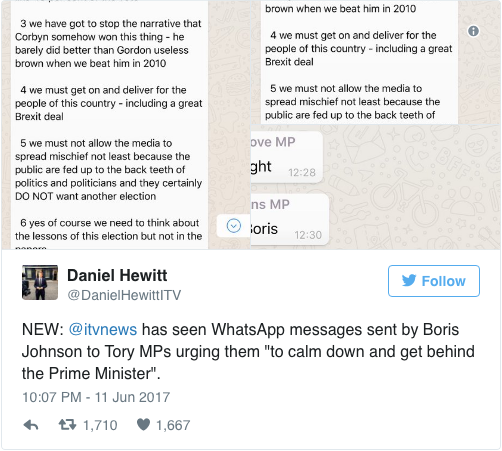 3 we have got to stop the narrative that
Corbyn somehow won this thing - he
barely did better than Gordon useless
brown when we beat him in 2010
4 we must get on and deliver for the
people of this country - including a great
Brexit deal
5 we must not allow the media to
spread mischief not least because the
public are fed up to the back teeth of
politics and politicians and they certainly
DO NOT want another election
6 yes of course we need to think about
the lessons of this election but not in the
brown when we beat him in 2010
4 we must get on and deliver for the
people of this country - including a great
Brexit deal
5 we must not allow the media to
spread mischief not least because the
public are fed up to the back teeth of
ove MP
ght 12:28
ns MP
Boris 12:30
Daniel Hewitt
@DanielHewittITV
Follow
NEW: @itvnews has seen WhatsApp messages sent by Boris
Johnson to Tory MPs urging them "to calm down and get behind
the Prime Minister".
10:07 PM - 11 Jun 2017
1,710 1,667